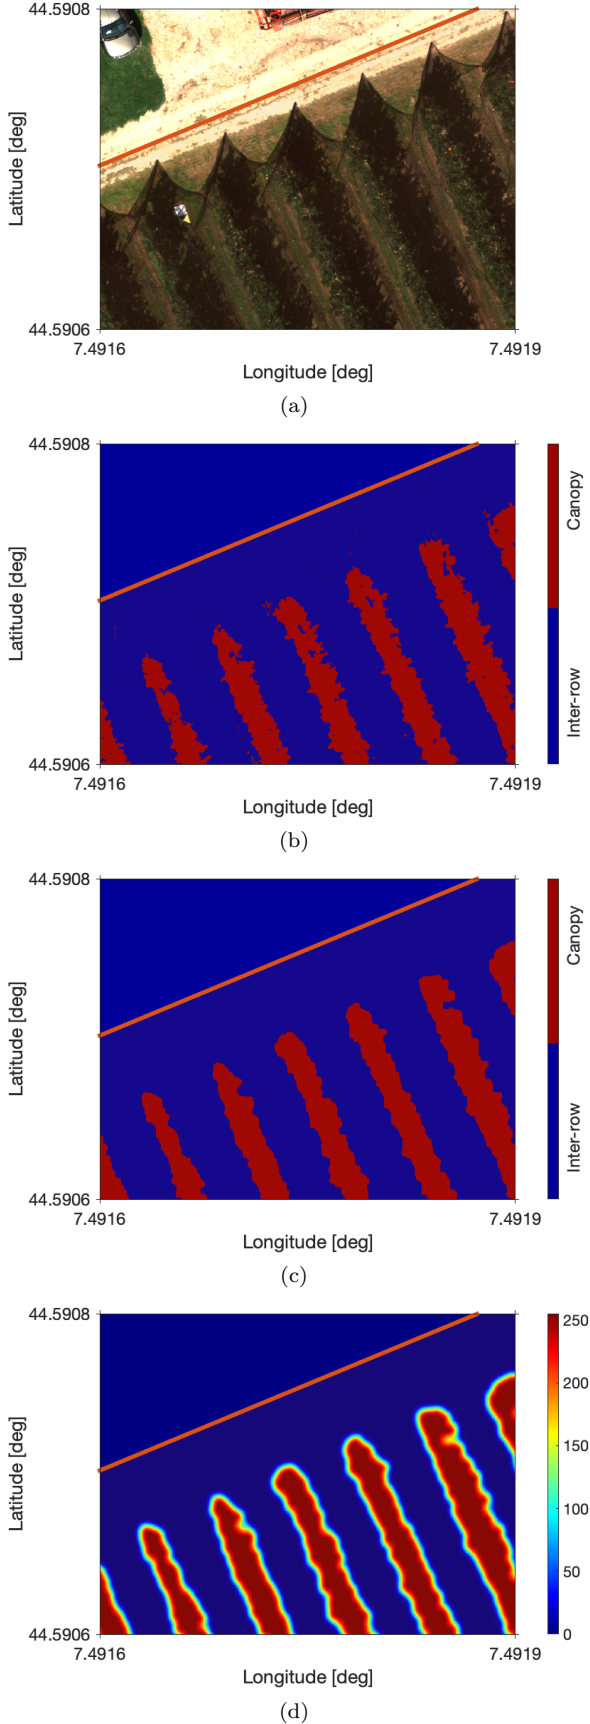 44.5908
Latitude [deg]
44.5906
7.4916
7.4919
Longitude [deg]
(a)
44.5908
Latitude [deg]
44.5906
7.4916
7.4919
Longitude [deg]
Canopy
Inter-row
(b)
44.5908
Latitude [deg]
44.5906
7.4916
7.4919
Longitude [deg]
Canopy
Inter-row
(c)
44.5908
Latitude [deg]
44.5906
7.4916
7.4919
Longitude [deg]
250
200
150
100
50
0
(d)